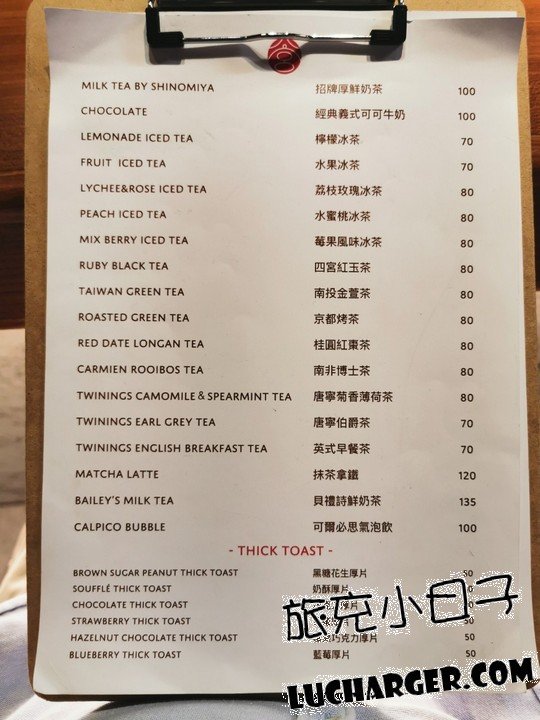 MILK TEA BY SHINOMIYA 招牌厚鮮奶茶 100
CHOCOLATE 經典義式可可牛奶 100
LEMONADE ICED TEA 檸檬冰茶 70
FRUIT ICED TEA 水果冰茶 70
LYCHEE&ROSE ICED TEA 荔枝玫瑰冰茶 80
PEACH ICED TEA 水蜜桃冰茶 80
MIX BERRY ICED TEA 莓果風味冰茶 80
RUBY BLACK TEA 四宮紅玉茶 80
TAIWAN GREEN TEA 南投金萱茶 80
ROASTED GREEN TEA 京都烤茶 80
RED DATE LONGAN TEA 桂圓紅棗茶 80
CARMIEN ROOIBOS TEA 南非博士茶 80
TWININGS CAMOMILE & SPEARMINT TEA 唐寧菊香薄荷茶 80
TWININGS EARL GREY TEA 唐寧伯爵茶 70
TWININGS ENGLISH BREAKFAST TEA 英式早餐茶 70
MATCHA LATTE 抹茶拿鐵 120
BAILEY'S MILK TEA 貝禮詩鮮奶茶 135
CALPICO BUBBLE 可爾必思氣泡飲 100
- THICK TOAST -
BROWN SUGAR PEANUT THICK TOAST 黑糖花生厚片 50
SOUFFLÉ THICK TOAST 奶酥厚片
CHOCOLATE THICK TOAST
STRAWBERRY THICK TOAST 50
HAZELNUT CHOCOLATE THICK TOAST 巧克力厚片 50
BLUEBERRY THICK TOAST 藍莓厚片 50
旅充小日子
LUCHARGER.COM